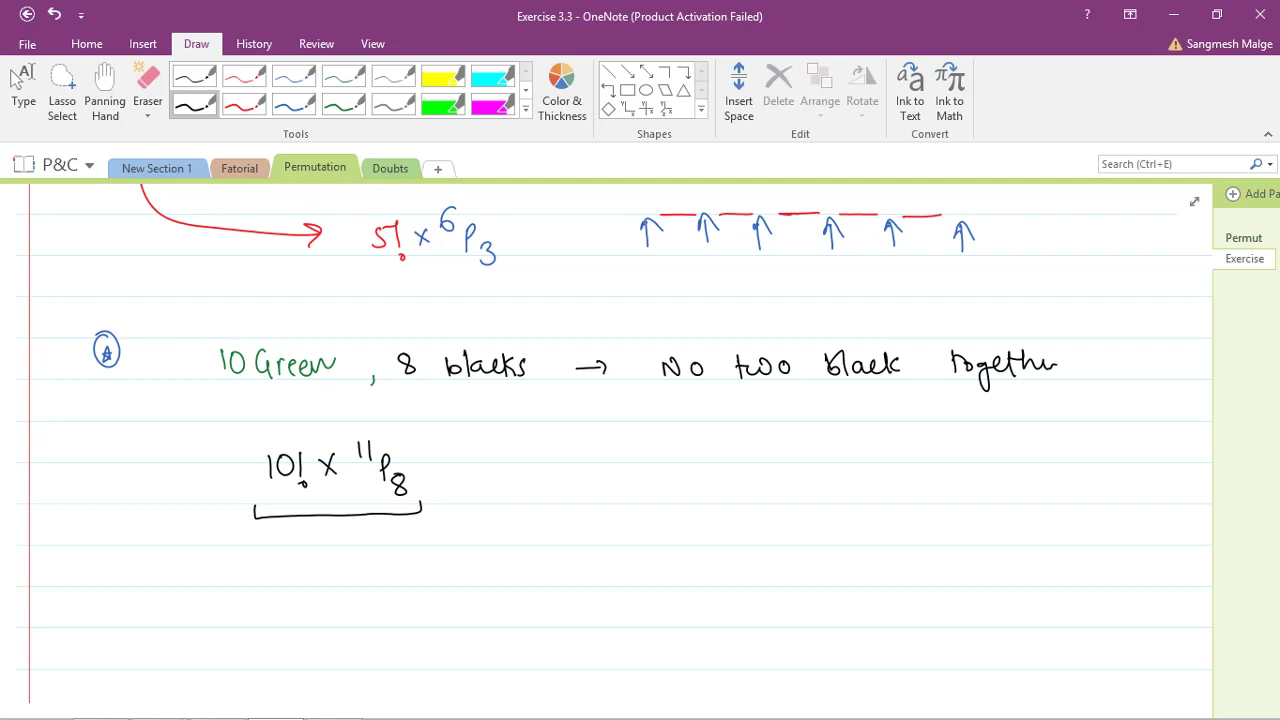 Exercise 3.3 - OneNote (Product Activation Failed)
?
File Home Insert Draw History Review View Sangmesh Malge
Type Lasso Select Panning Hand Eraser Color & Thickness Insert Space Delete Arrange Rotate Ink to Text Ink to Math
Tools Shapes Edit Convert
P&C New Section 1 Fatorial Permutation Doubts + Search (Ctrl+E)
Add Pa
Permut
Exercise
5! × ⁶P₃
10 Green , 8 blacks → No two black together
10! × ¹¹P₈